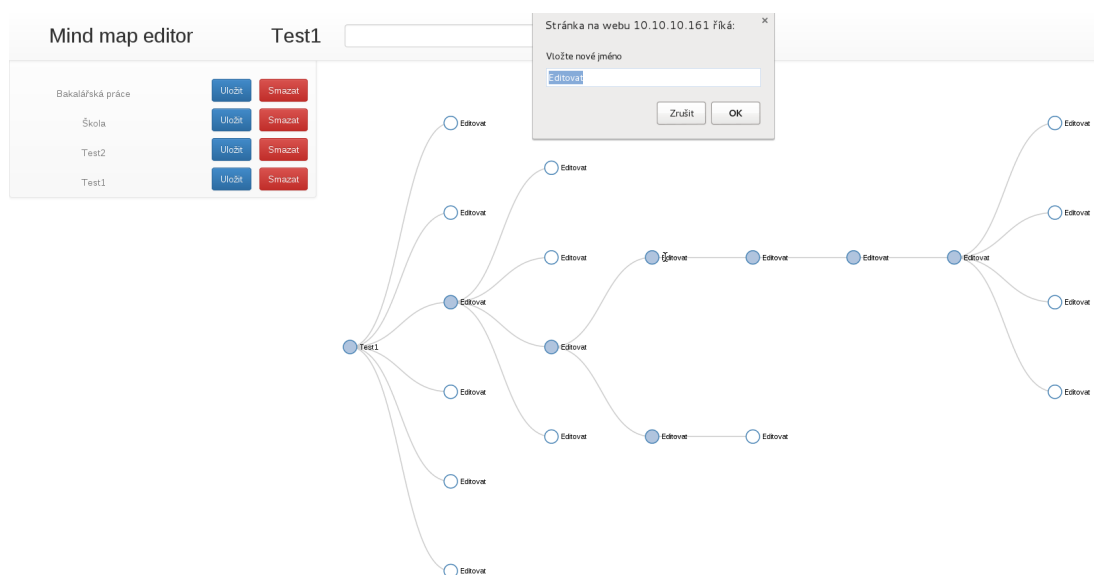 Mind map editor
Test1
Stránka na webu 10.10.10.161 říká:
×
Vložte nové jméno
Editovat
Zrušit
OK
Bakalářská práce
Uložit
Smazat
Škola
Uložit
Smazat
Test2
Uložit
Smazat
Test1
Uložit
Smazat
Editovat
Editovat
Editovat
Editovat
Editovat
Editovat
Editovat
Editovat
Editovat
Editovat
Editovat
Editovat
Editovat
Editovat
Test1
Editovat
Editovat
Editovat
Editovat
Editovat
Editovat
Editovat
Editovat